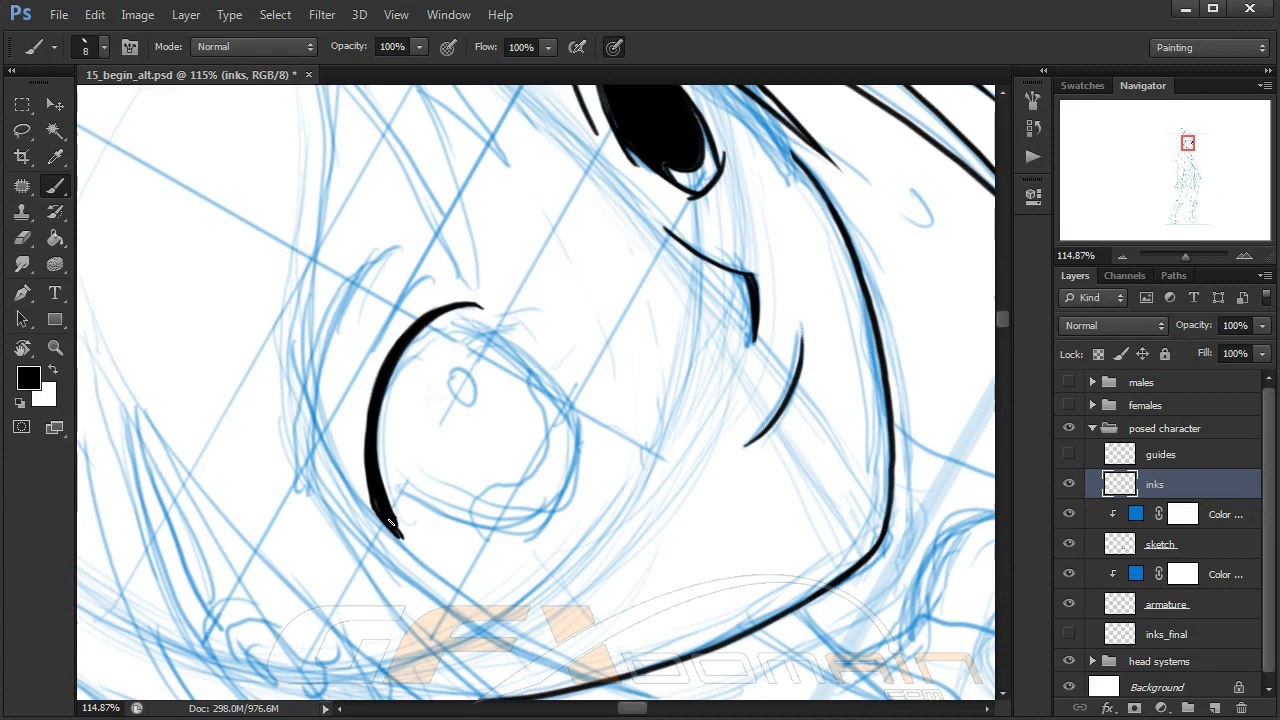 Ps File Edit Image Layer Type Select Filter 3D View Window Help
8 Mode: Normal Opacity: 100% Flow: 100% Painting
15_begin_alt.psd @ 115% (inks, RGB/8) * ×
Swatches Navigator
114.87%
Layers Channels Paths
Kind
Normal Opacity: 100%
Lock: Fill: 100%
males
females
posed character
guides
inks
Color ...
sketch
Color ...
armature
inks_final
head systems
Background
GFXDomain
.com
114.87% Doc: 298.0M/976.6M